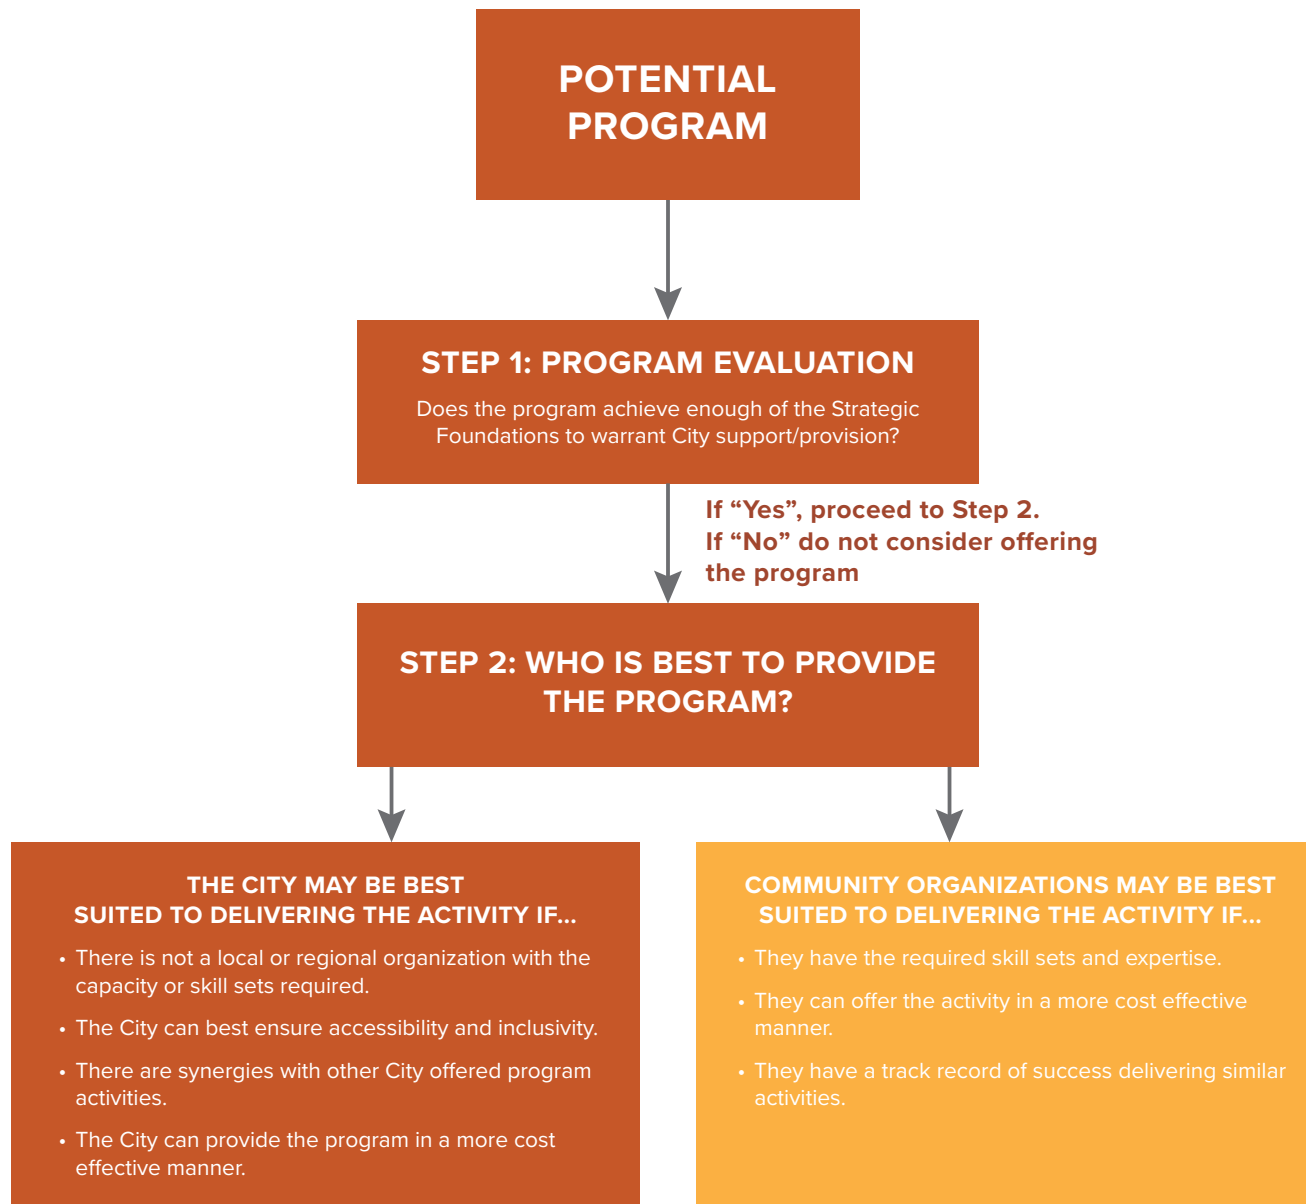 POTENTIAL
PROGRAM
STEP 1: PROGRAM EVALUATION
Does the program achieve enough of the Strategic
Foundations to warrant City support/provision?
If “Yes”, proceed to Step 2.
If “No” do not consider offering
the program
STEP 2: WHO IS BEST TO PROVIDE
THE PROGRAM?
THE CITY MAY BE BEST
SUITED TO DELIVERING THE ACTIVITY IF...
• There is not a local or regional organization with the
capacity or skill sets required.
• The City can best ensure accessibility and inclusivity.
• There are synergies with other City offered program
activities.
• The City can provide the program in a more cost
effective manner.
COMMUNITY ORGANIZATIONS MAY BE BEST
SUITED TO DELIVERING THE ACTIVITY IF...
• They have the required skill sets and expertise.
• They can offer the activity in a more cost effective
manner.
• They have a track record of success delivering similar
activities.